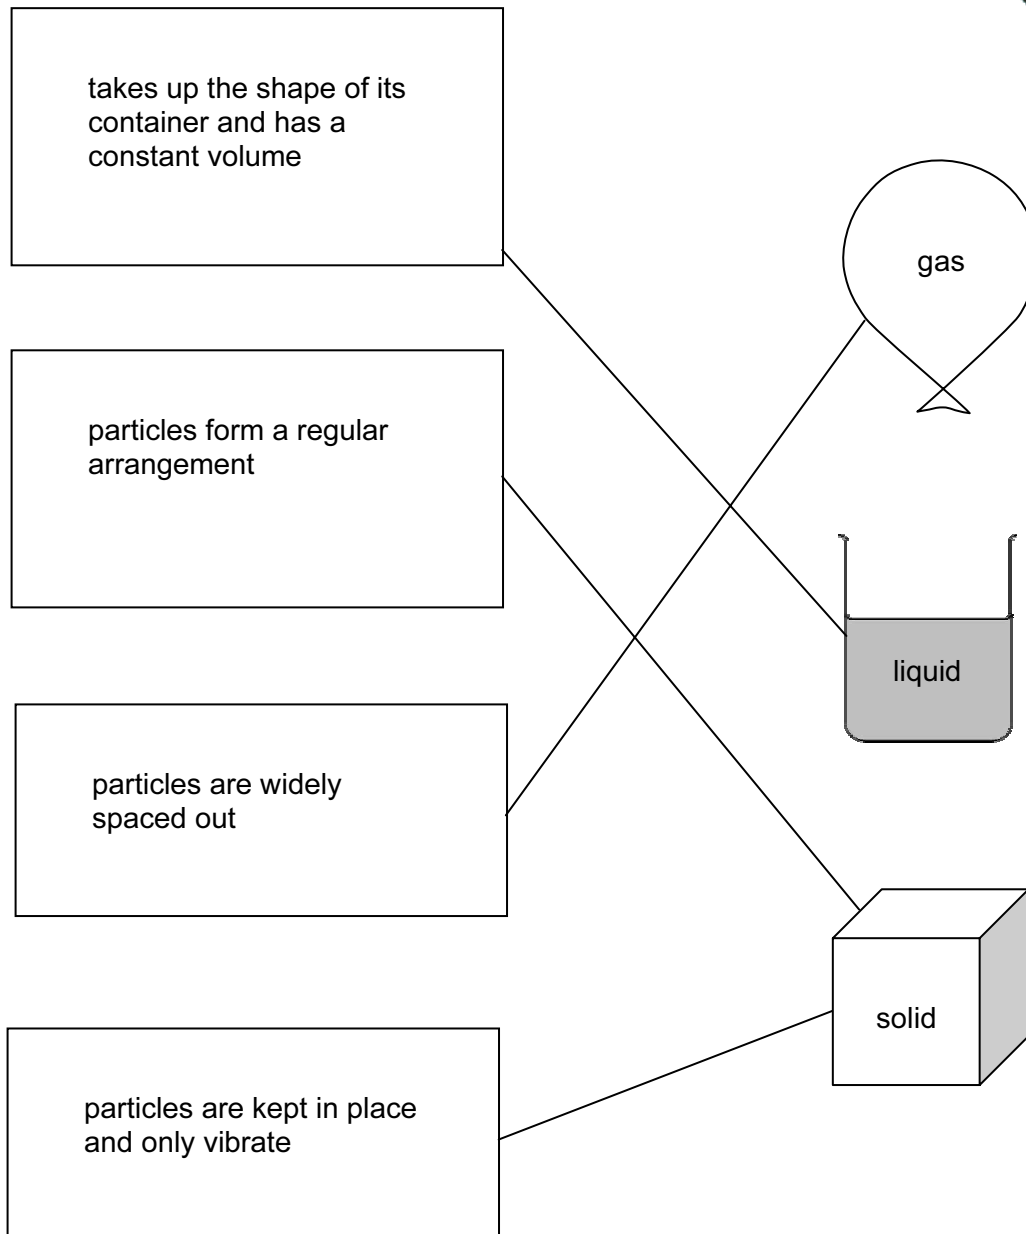 takes up the shape of its
container and has a
constant volume
gas
particles form a regular
arrangement
liquid
particles are widely
spaced out
solid
particles are kept in place
and only vibrate